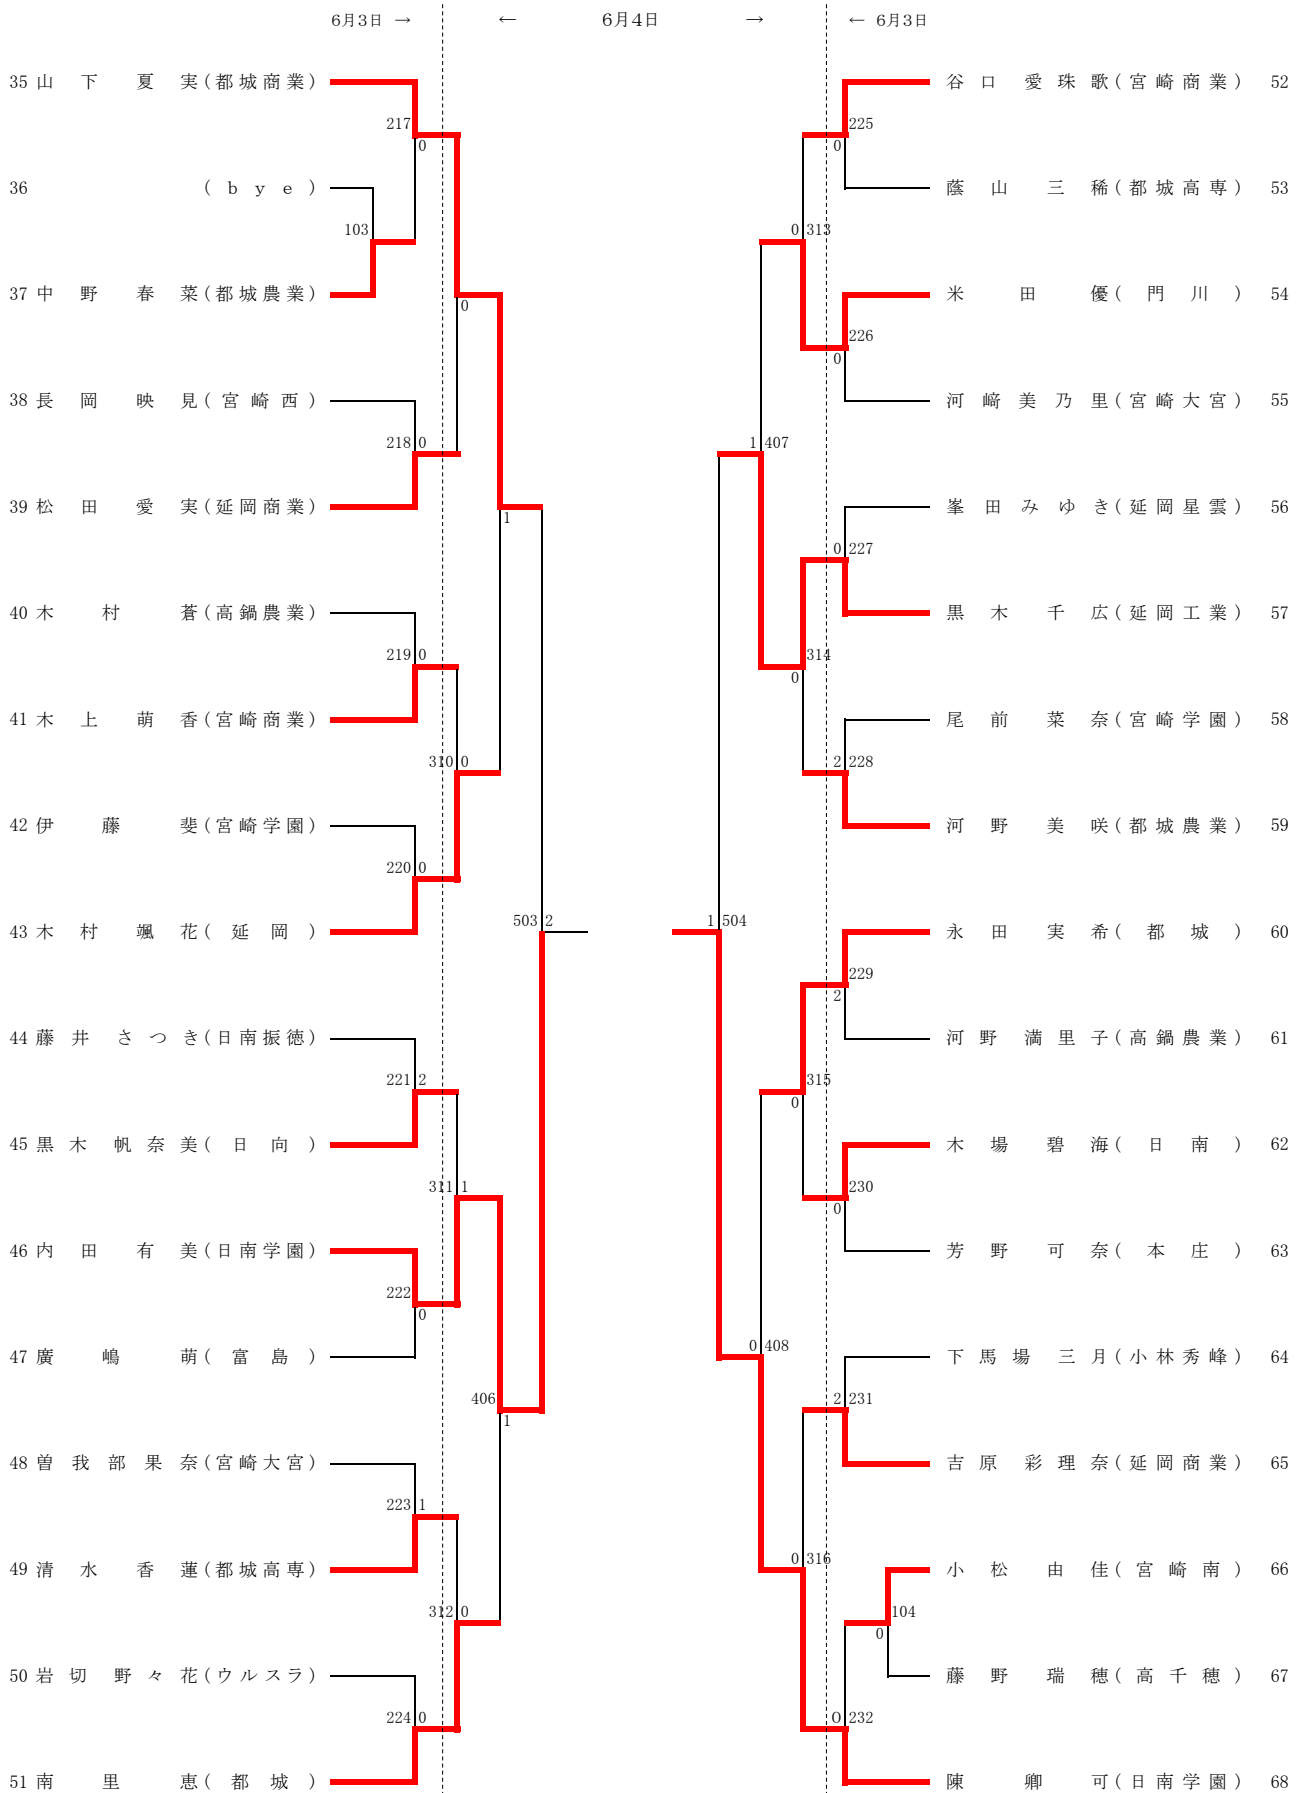 6月3日 → ← 6月4日 → ← 6月3日
35 山下夏実(都城商業) 谷口愛珠歌(宮崎商業) 52
217 225
0 0
36 (bye) 蔭山三稀(都城高専) 53
103 0 313
37 中野春菜(都城農業) 米田優(門川) 54
0 226
0
38 長岡映見(宮崎西) 河﨑美乃里(宮崎大宮) 55
218 0 1 407
39 松田愛実(延岡商業) 峯田みゆき(延岡星雲) 56
1 0 227
40 木村蒼(高鍋農業) 黒木千広(延岡工業) 57
219 0 314
0
41 木上萌香(宮崎商業) 尾前菜奈(宮崎学園) 58
310 0 2 228
42 伊藤斐(宮崎学園) 河野美咲(都城農業) 59
220 0
503 2 1 504
43 木村颯花(延岡) 永田実希(都城) 60
229
2
44 藤井さつき(日南振徳) 河野満里子(高鍋農業) 61
221 2 315
0
45 黒木帆奈美(日向) 木場碧海(日南) 62
311 1 230
0
46 内田有美(日南学園) 芳野可奈(本庄) 63
222
0
0 408
47 廣嶋萌(富島) 下馬場三月(小林秀峰) 64
406 2 231
1
48 曽我部果奈(宮崎大宮) 吉原彩理奈(延岡商業) 65
223 1
0 316
49 清水香蓮(都城高専) 小松由佳(宮崎南) 66
312 0 104
0
50 岩切野々花(ウルスラ) 藤野瑞穂(高千穂) 67
224 0 0 232
51 南里恵(都城) 陳卿可(日南学園) 68